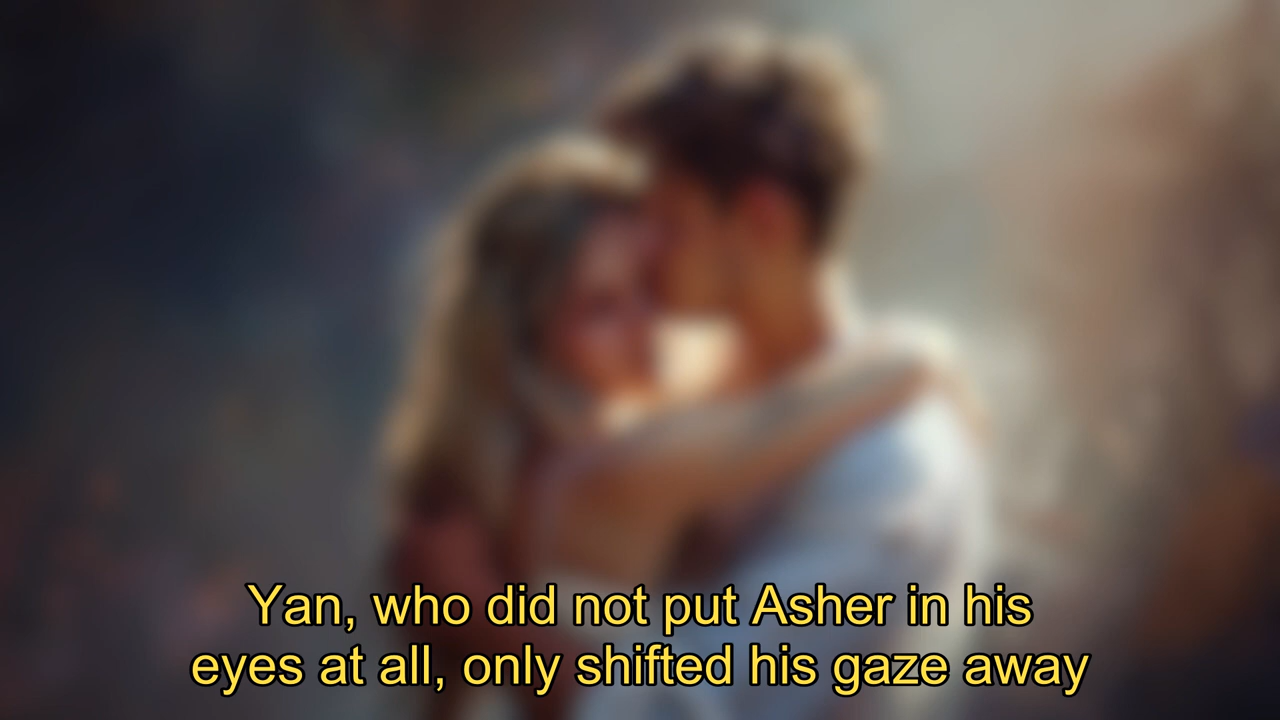 Yan, who did not put Asher in his
eyes at all, only shifted his gaze away